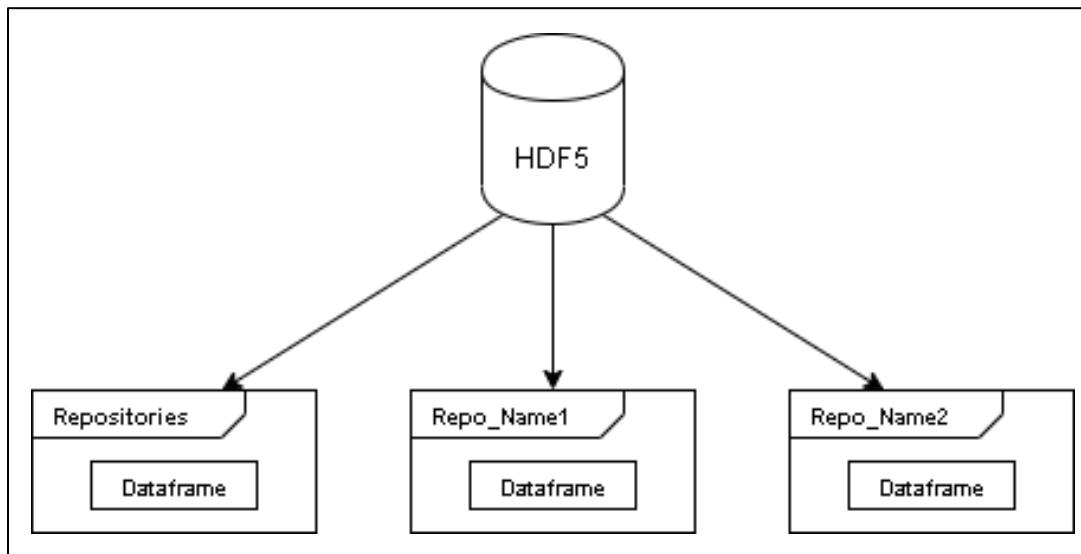 HDF5
Repositories
Repo_Name1
Repo_Name2
Dataframe
Dataframe
Dataframe